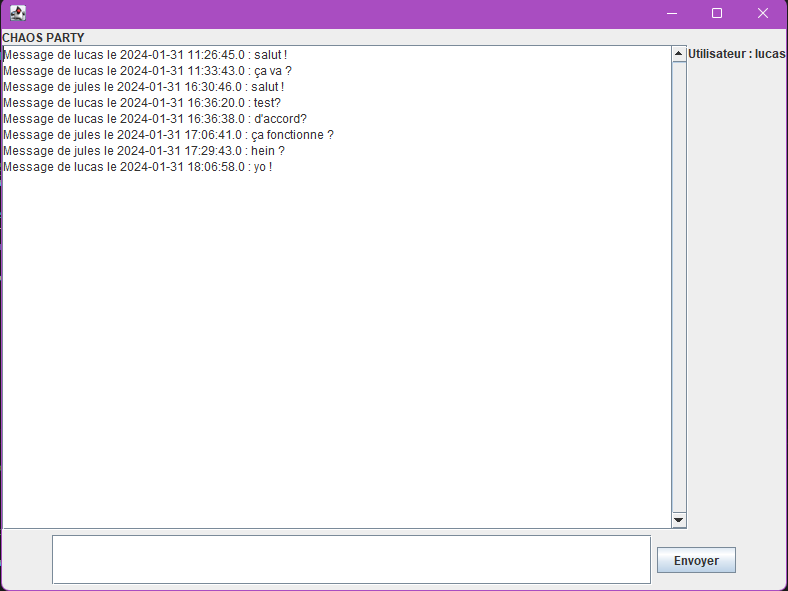 CHAOS PARTY
Message de lucas le 2024-01-31 11:26:45.0 : salut !
Utilisateur : lucas
Message de lucas le 2024-01-31 11:33:43.0 : ça va ?
Message de jules le 2024-01-31 16:30:46.0 : salut !
Message de lucas le 2024-01-31 16:36:20.0 : test?
Message de lucas le 2024-01-31 16:36:38.0 : d'accord?
Message de jules le 2024-01-31 17:06:41.0 : ça fonctionne ?
Message de jules le 2024-01-31 17:29:43.0 : hein ?
Message de lucas le 2024-01-31 18:06:58.0 : yo !
Envoyer